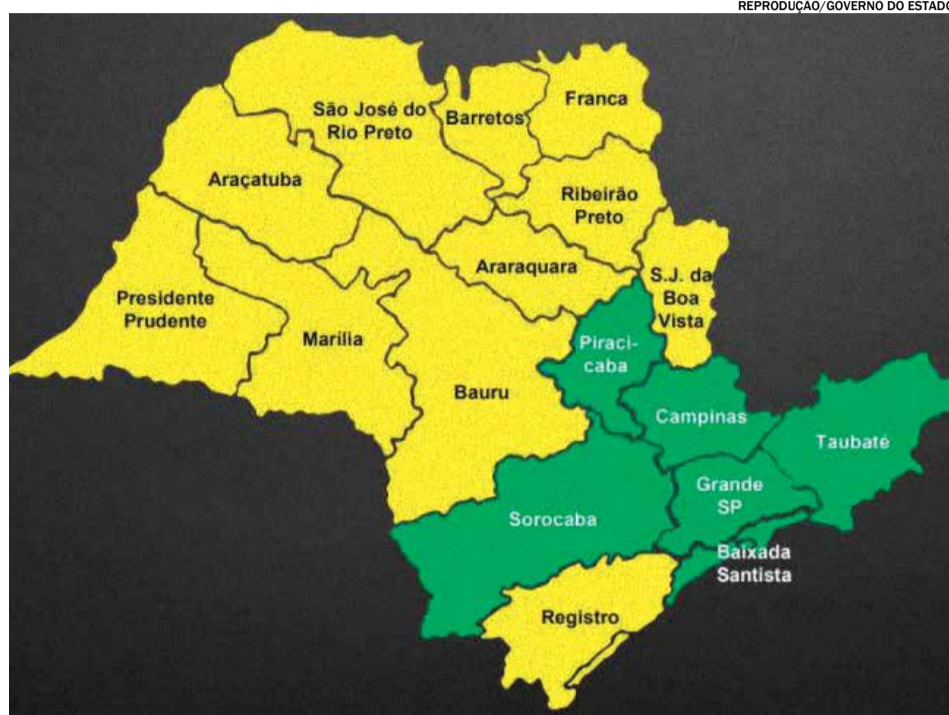 REPRODUÇÃO/GOVERNO DO ESTADO
São José do
Rio Preto
Barretos
Franca
Araçatuba
Ribeirão
Preto
Araraquara
S.J. da
Boa
Vista
Presidente
Prudente
Marília
Piraci-
caba
Bauru
Campinas
Taubaté
Grande
SP
Sorocaba
Baixada
Santista
Registro